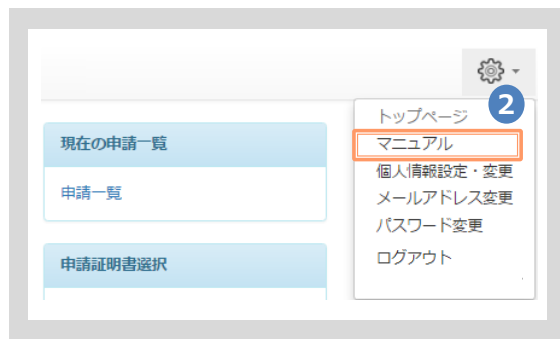 2
トップページ
マニュアル
個人情報設定・変更
メールアドレス変更
パスワード変更
ログアウト
現在の申請一覧
申請一覧
申請証明書選択